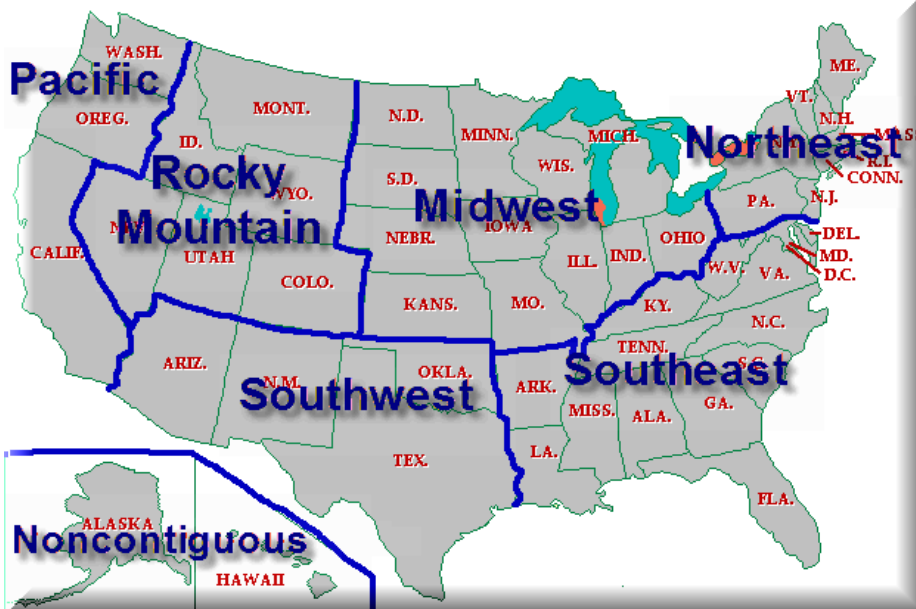 WASH.
Pacific
OREG.
ID.
MONT.
N.D.
MINN.
MICH.
WIS.
ME.
VT.
N.H.
Northeast
R.I.
CONN.
N.J.
PA.
Rocky
Mountain
S.D.
Midwest
NEBR.
IOWA
CALIF.
UTAH
COLO.
KANS.
MO.
ILL.
IND.
OHIO
W.V.
VA.
DEL.
MD.
D.C.
KY.
N.C.
TENN.
S.C.
Southeast
ARIZ.
N.M.
OKLA.
Southwest
ARK.
MISS.
ALA.
GA.
TEX.
LA.
FLA.
ALASKA
Noncontiguous
HAWAII